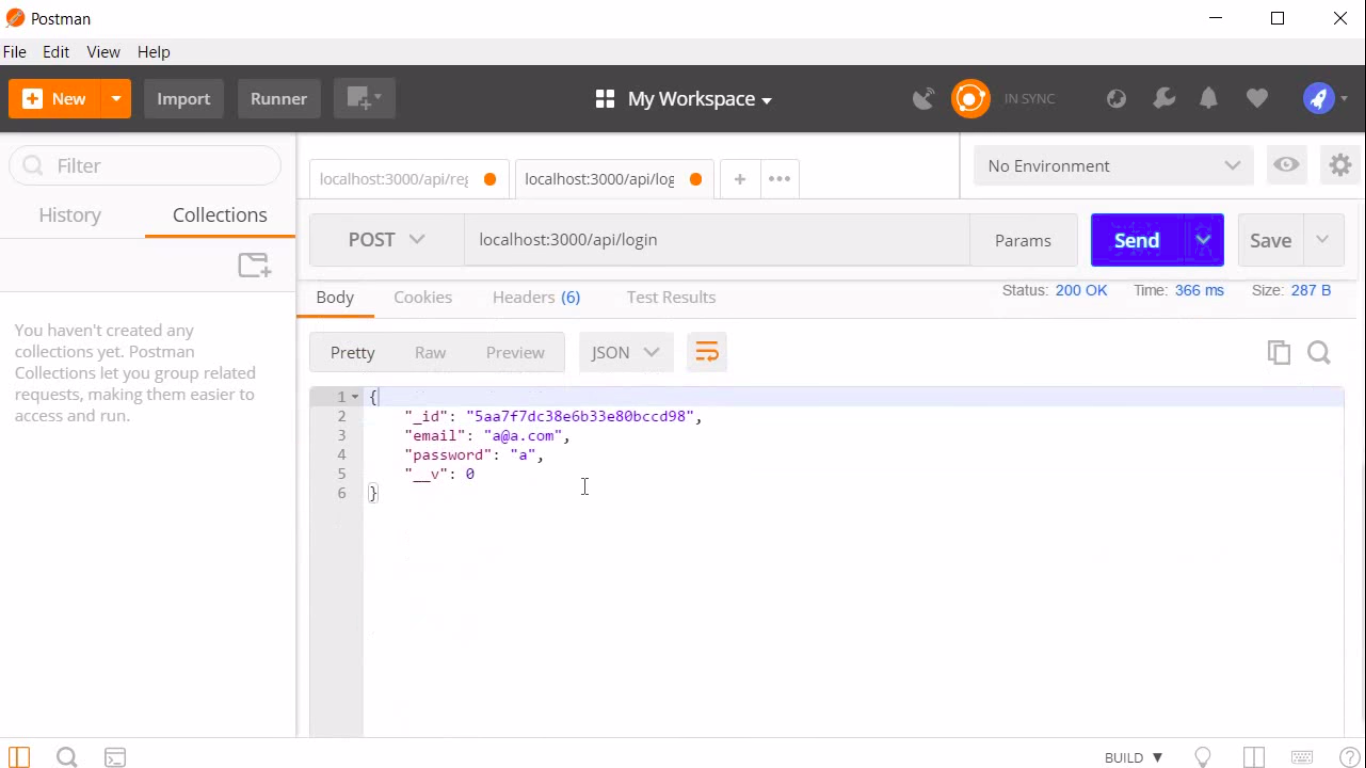 Postman
File Edit View Help
New Import Runner My Workspace IN SYNC
Filter
History Collections
You haven't created any
collections yet. Postman
Collections let you group related
requests, making them easier to
access and run.
localhost:3000/api/reg localhost:3000/api/log + ••• No Environment
POST localhost:3000/api/login Params Send Save
Body Cookies Headers (6) Test Results Status: 200 OK Time: 366 ms Size: 287 B
Pretty Raw Preview JSON
1 {
2 "_id": "5aa7f7dc38e6b33e80bccd98",
3 "email": "a@a.com",
4 "password": "a",
5 "__v": 0
6 }
BUILD